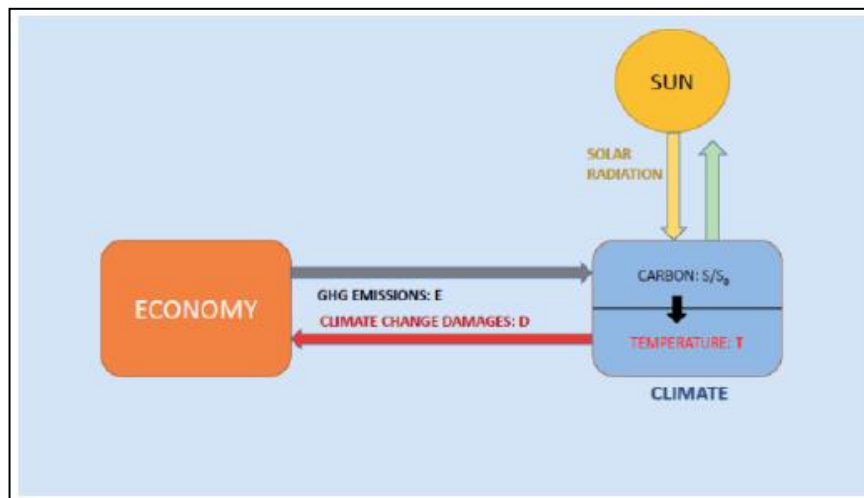 SUN
SOLAR
RADIATION
CARBON: S/S₀
ECONOMY
GHG EMISSIONS: E
CLIMATE CHANGE DAMAGES: D
TEMPERATURE: T
CLIMATE